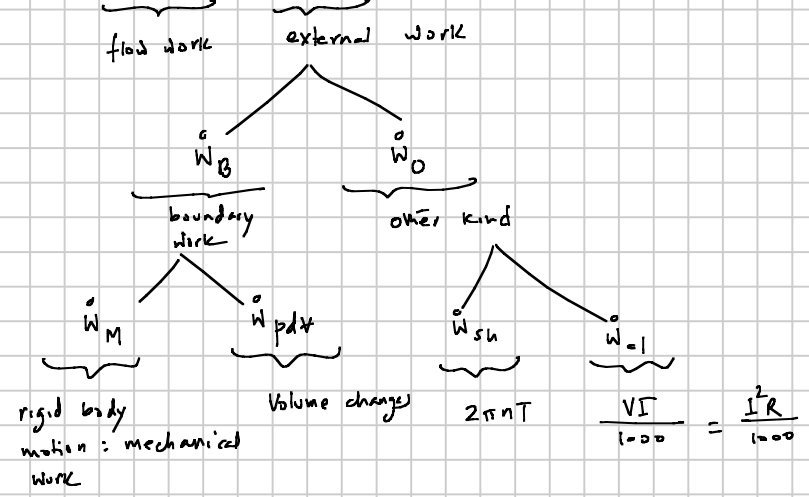 flow work
external work
Ẇ_B
Ẇ_O
boundary
work
other kind
Ẇ_M
Ẇ_pdV̶
Ẇ_sh
Ẇ_el
rigid body
motion : mechanical
work
Volume changes
2πnT
VI/1000 = I²R/1000